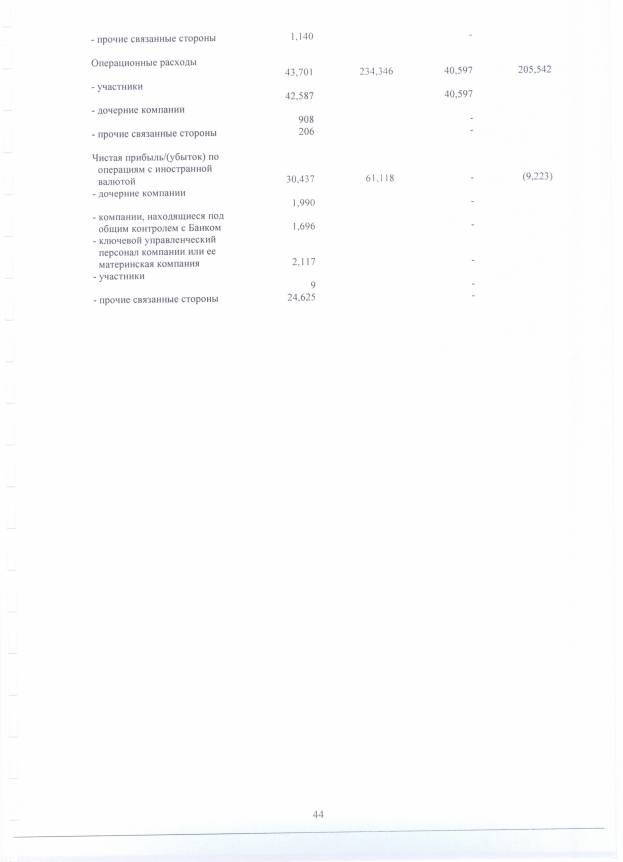 - прочие связанные стороны 1,140 -
Операционные расходы
43,701 234,346 40,597 205,542
- участники
42,587 40,597
- дочерние компании
908 -
- прочие связанные стороны 206 -
Чистая прибыль/(убыток) по
операциям с иностранной
валютой 30,437 61,118 - (9,223)
- дочерние компании
1,990 -
- компании, находящиеся под
общим контролем с Банком 1,696 -
- ключевой управленческий
персонал компании или ее
материнская компания 2,117 -
- участники
9 -
- прочие связанные стороны 24,625 -
44